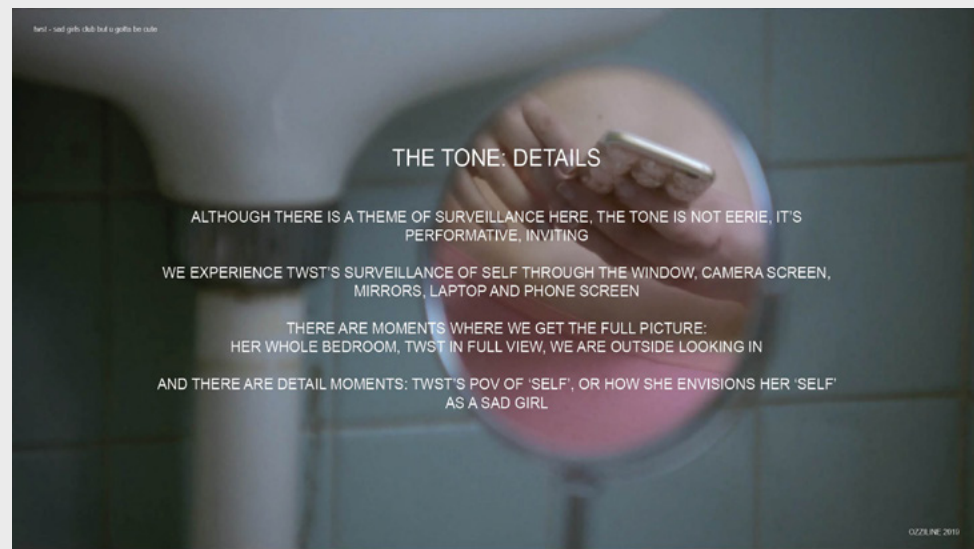 twst - sad girls club but u gotta be cute
THE TONE: DETAILS
ALTHOUGH THERE IS A THEME OF SURVEILLANCE HERE, THE TONE IS NOT EERIE, IT'S
PERFORMATIVE, INVITING
WE EXPERIENCE TWST'S SURVEILLANCE OF SELF THROUGH THE WINDOW, CAMERA SCREEN,
MIRRORS, LAPTOP AND PHONE SCREEN
THERE ARE MOMENTS WHERE WE GET THE FULL PICTURE:
HER WHOLE BEDROOM, TWST IN FULL VIEW, WE ARE OUTSIDE LOOKING IN
AND THERE ARE DETAIL MOMENTS: TWST'S POV OF 'SELF', OR HOW SHE ENVISIONS HER 'SELF'
AS A SAD GIRL
OZZILINE 2019